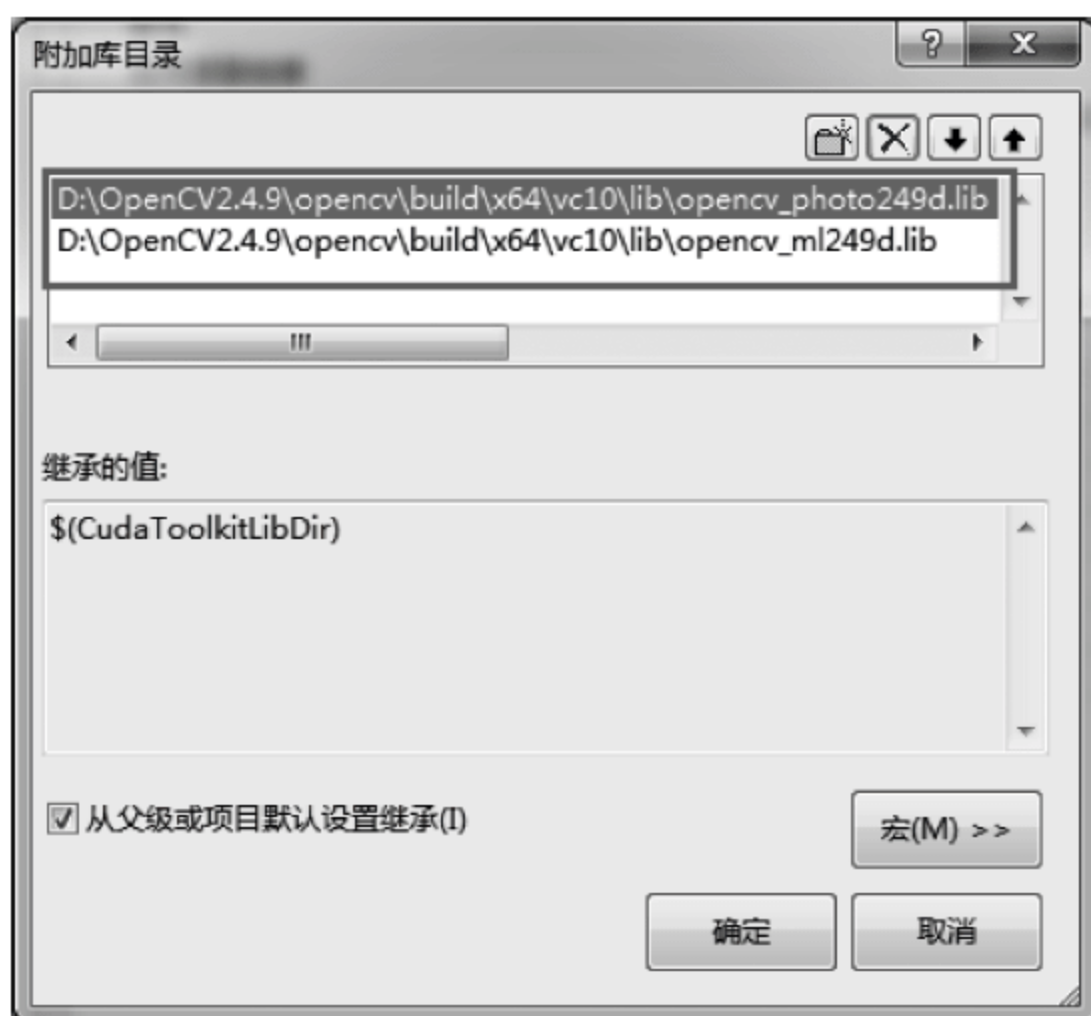 附加库目录
D:\OpenCV2.4.9\opencv\build\x64\vc10\lib\opencv_photo249d.lib
D:\OpenCV2.4.9\opencv\build\x64\vc10\lib\opencv_ml249d.lib
继承的值:
$(CudaToolkitLibDir)
从父级或项目默认设置继承(I)
宏(M) >>
确定
取消